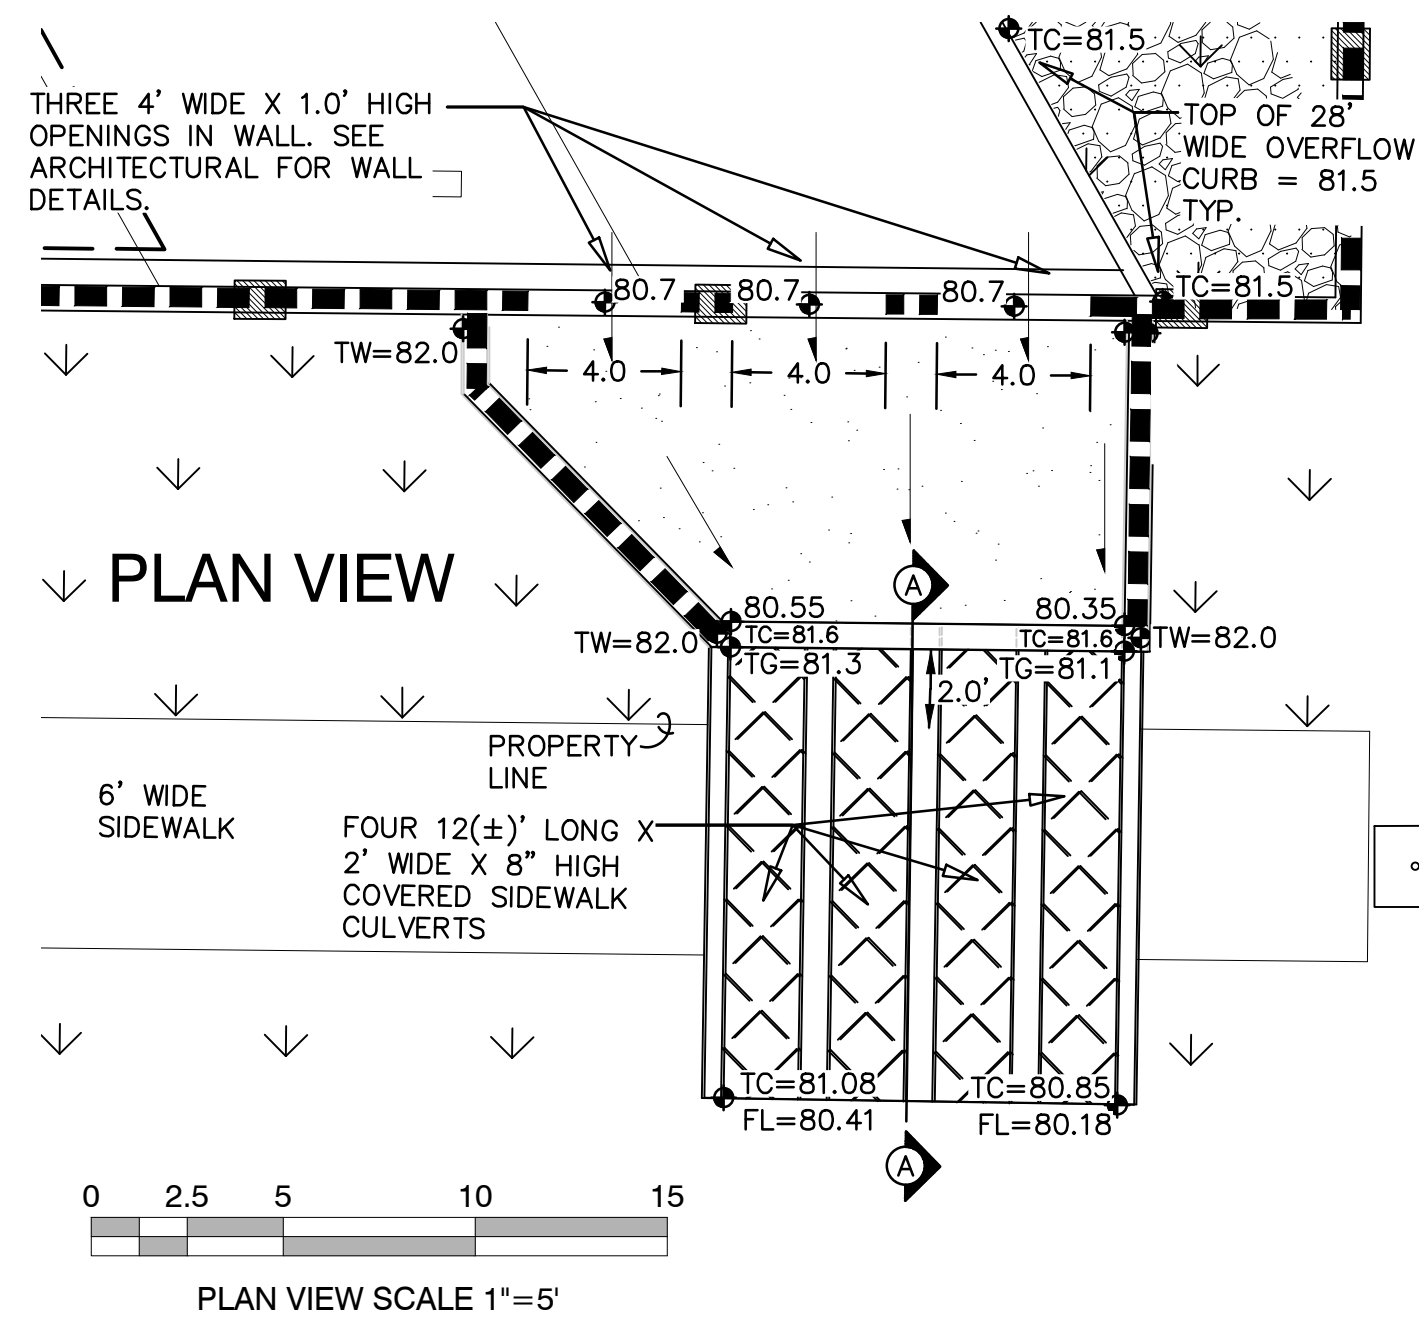 TC=81.5
THREE 4' WIDE X 1.0' HIGH
OPENINGS IN WALL. SEE
ARCHITECTURAL FOR WALL
DETAILS.
TOP OF 28'
WIDE OVERFLOW
CURB = 81.5
TYP.
80.7
80.7
80.7
TC=81.5
TW=82.0
4.0
4.0
4.0
PLAN VIEW
A
80.55
80.35
TW=82.0
TC=81.6
TC=81.6
TW=82.0
TG=81.3
TG=81.1
2.0'
PROPERTY
LINE
6' WIDE
SIDEWALK
FOUR 12(±)' LONG X
2' WIDE X 8" HIGH
COVERED SIDEWALK
CULVERTS
TC=81.08
TC=80.85
FL=80.41
FL=80.18
A
0 2.5 5 10 15
PLAN VIEW SCALE 1"=5'